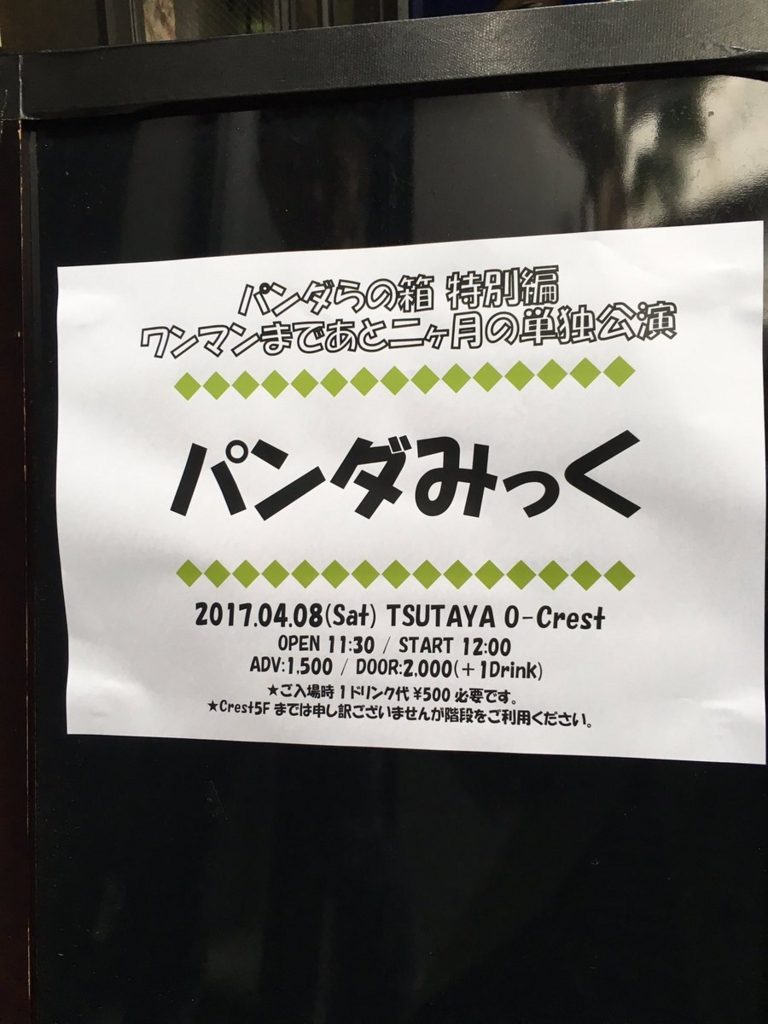 パンダらの箱 特別編
ワンマンまであと二ヶ月の単独公演
パンダみっく
2017.04.08(Sat) TSUTAYA O-Crest
OPEN 11:30 / START 12:00
ADV:1,500 / DOOR:2,000(+1Drink)
★ご入場時1ドリンク代¥500必要です。
★Crest5Fまでは申し訳ございませんが階段をご利用ください。